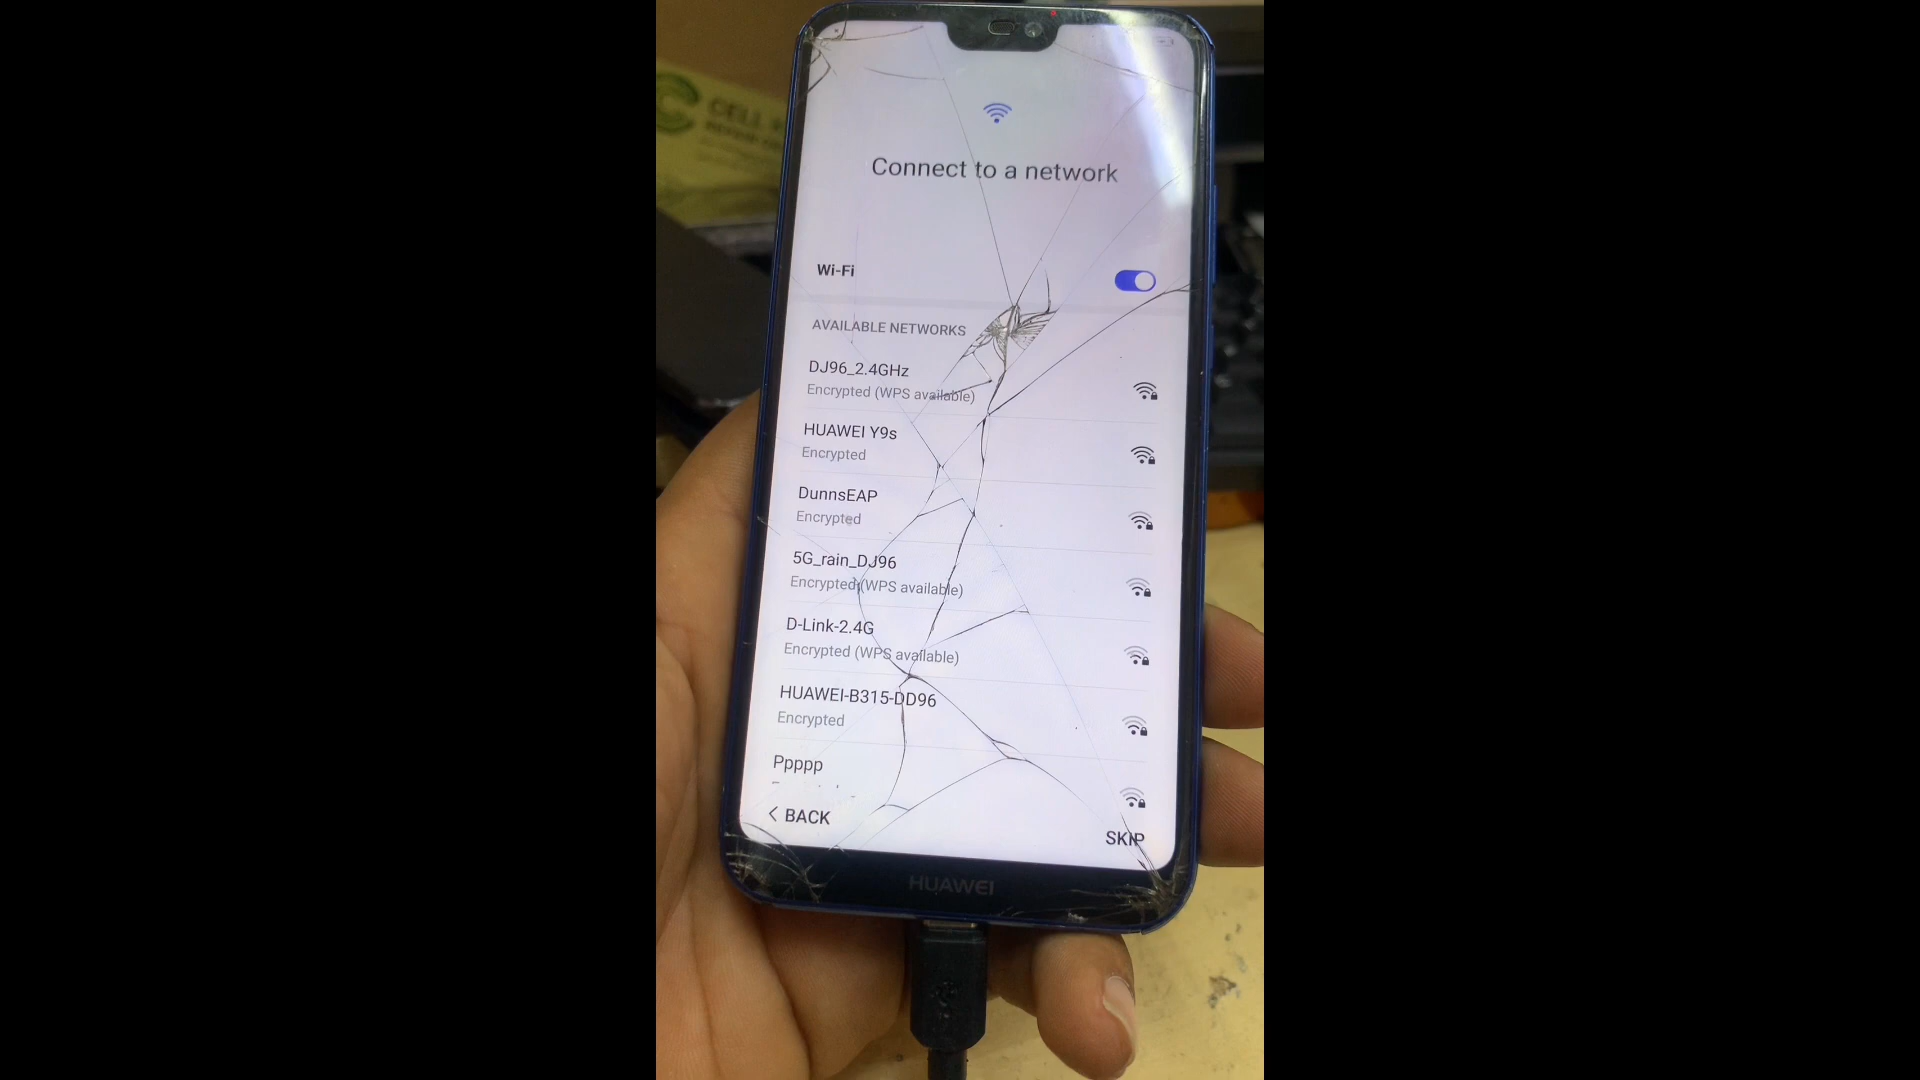 CELL
Connect to a network
Wi-Fi
AVAILABLE NETWORKS
DJ96_2.4GHz
Encrypted (WPS available)
HUAWEI Y9s
Encrypted
DunnsEAP
Encrypted
5G_rain_DJ96
Encrypted (WPS available)
D-Link-2.4G
Encrypted (WPS available)
HUAWEI-B315-DD96
Encrypted
Ppppp
< BACK
SKIP
HUAWEI